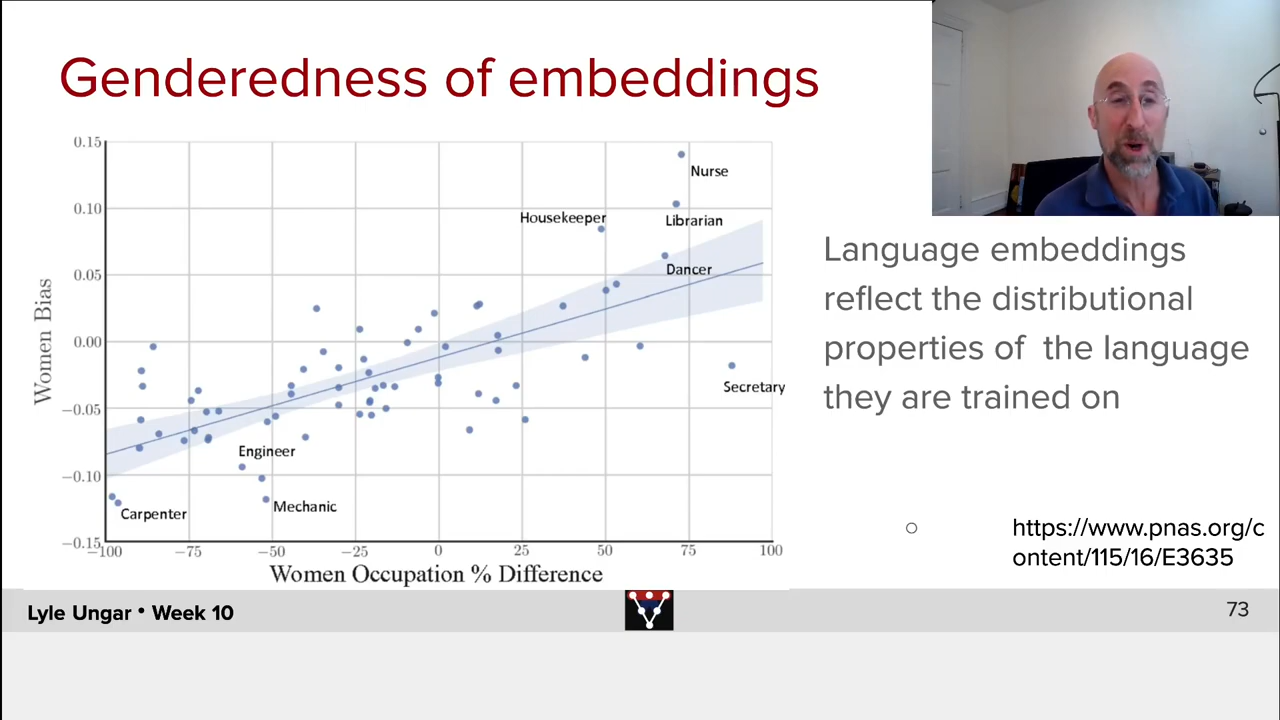 Genderedness of embeddings
0.15
0.10
0.05
0.00
−0.05
−0.10
−0.15
Women Bias
Nurse
Housekeeper
Librarian
Dancer
Secretary
Engineer
Mechanic
Carpenter
−100
−75
−50
−25
0
25
50
75
100
Women Occupation % Difference
Language embeddings
reflect the distributional
properties of the language
they are trained on
https://www.pnas.org/c
ontent/115/16/E3635
Lyle Ungar • Week 10
73